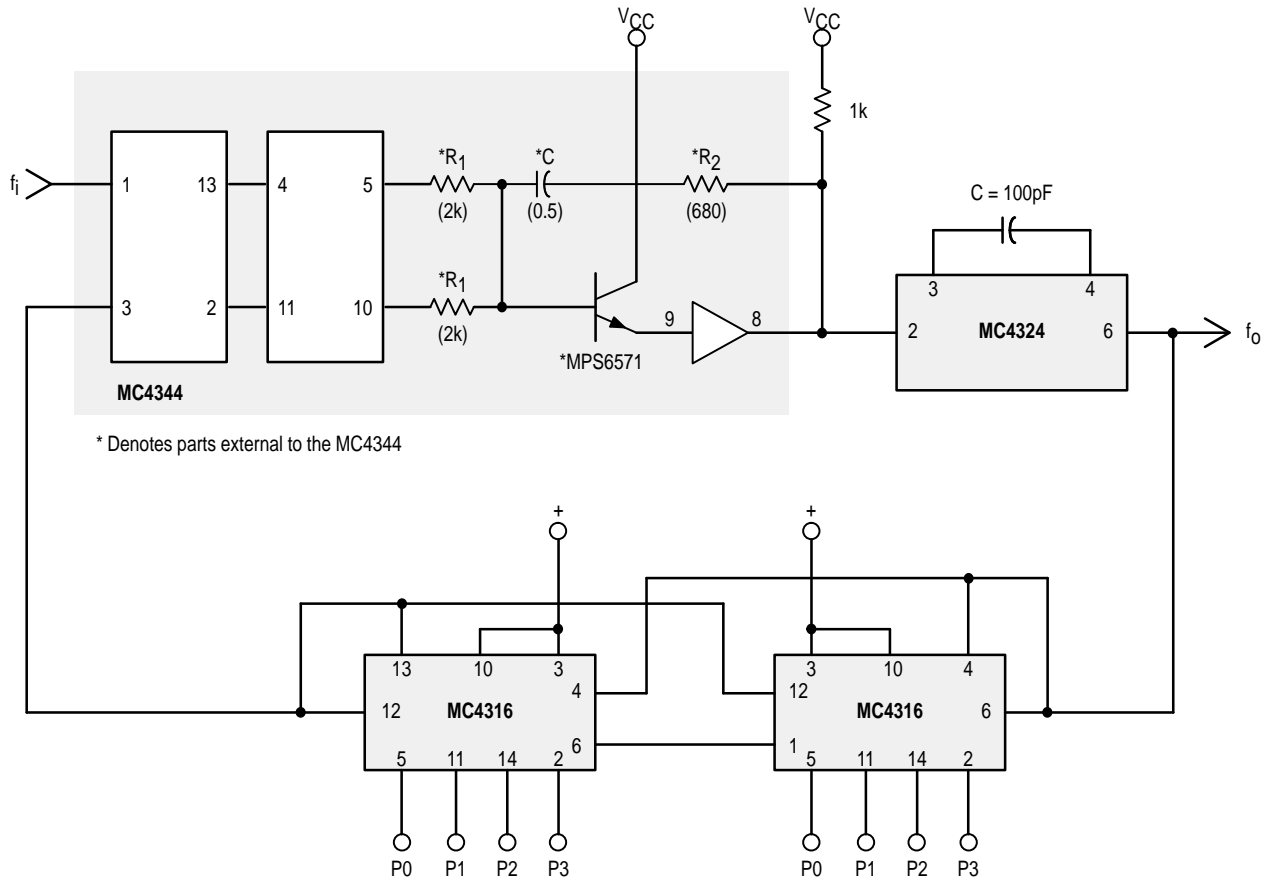 VCC
VCC
1k
*R1
*C
*R2
fi
1
13
4
5
(2k)
(0.5)
(680)
C = 100pF
3
4
*R1
3
2
11
10
(2k)
9
8
2
MC4324
6
fo
*MPS6571
MC4344
* Denotes parts external to the MC4344
+
+
13
10
3
3
10
4
4
12
12
MC4316
MC4316
6
6
1
5
11
14
2
5
11
14
2
P0
P1
P2
P3
P0
P1
P2
P3